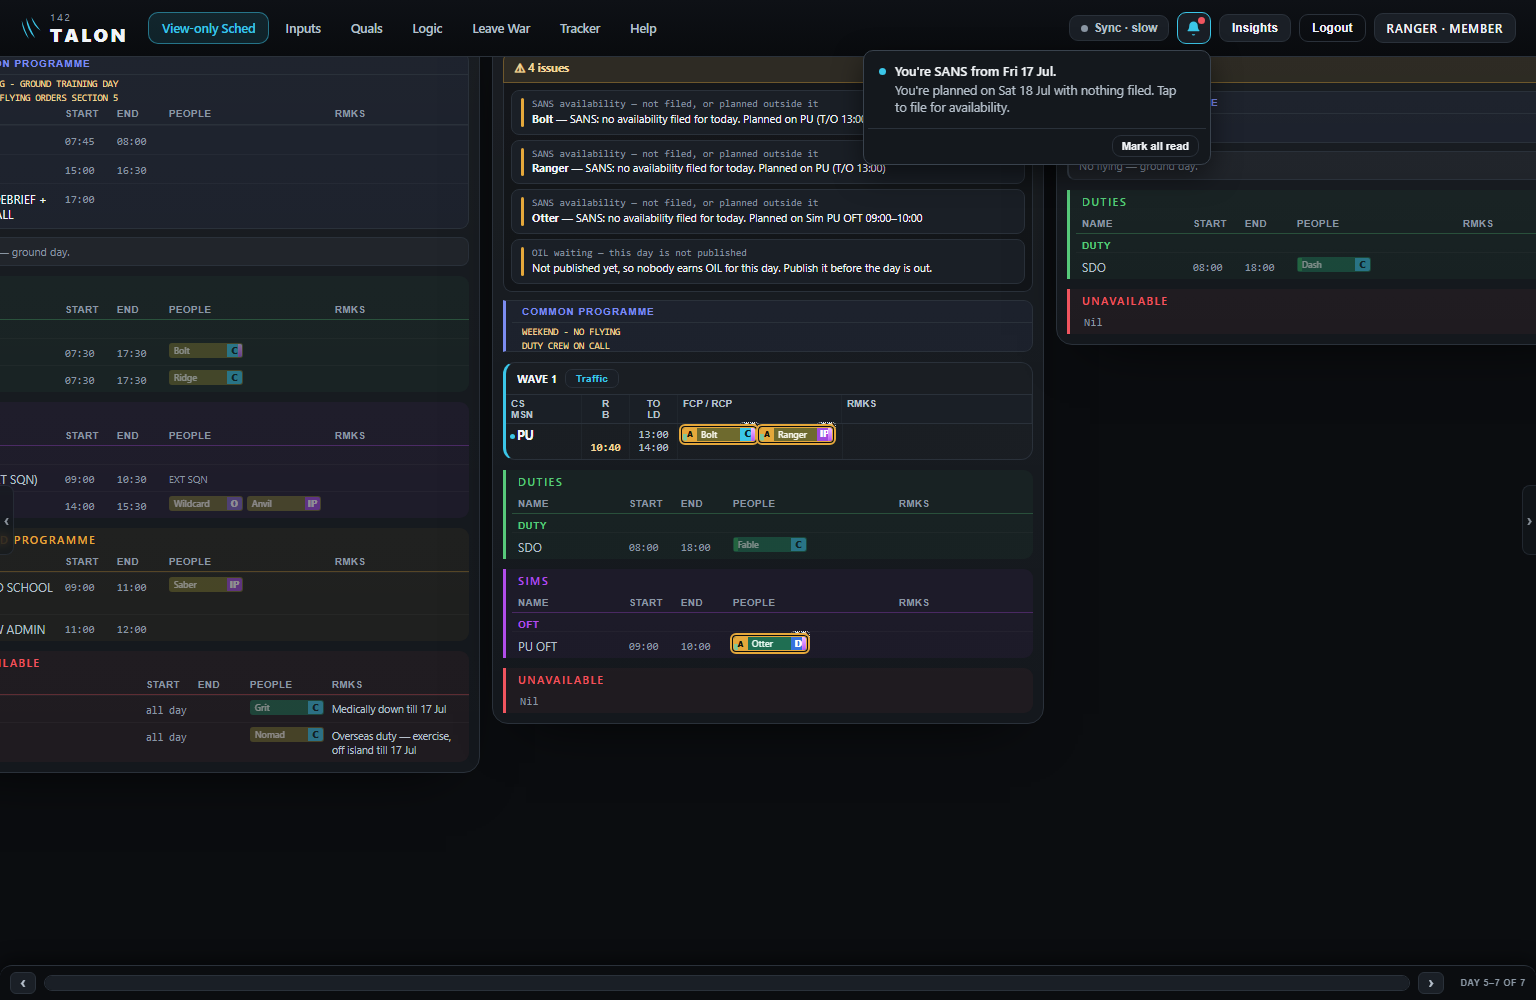 142
TALON
View-only Sched
Inputs
Quals
Logic
Leave War
Tracker
Help
Sync · slow
Insights
Logout
RANGER · MEMBER
You're SANS from Fri 17 Jul.
You're planned on Sat 18 Jul with nothing filed. Tap
to file for availability.
Mark all read
ON PROGRAMME
G - GROUND TRAINING DAY
FLYING ORDERS SECTION 5
START END PEOPLE RMKS
07:45 08:00
15:00 16:30
EBRIEF + 17:00
ALL
— ground day.
START END PEOPLE RMKS
07:30 17:30 Bolt C
07:30 17:30 Ridge C
START END PEOPLE RMKS
T SQN) 09:00 10:30 EXT SQN
14:00 15:30 Wildcard O Anvil IP
PROGRAMME
START END PEOPLE RMKS
O SCHOOL 09:00 11:00 Saber IP
ADMIN 11:00 12:00
ILABLE
START END PEOPLE RMKS
all day Grit C Medically down till 17 Jul
all day Nomad C Overseas duty — exercise,
off island till 17 Jul
⚠ 4 issues
SANS availability — not filed, or planned outside it
Bolt — SANS: no availability filed for today. Planned on PU (T/O 13:00
SANS availability — not filed, or planned outside it
Ranger — SANS: no availability filed for today. Planned on PU (T/O 13:00)
SANS availability — not filed, or planned outside it
Otter — SANS: no availability filed for today. Planned on Sim PU OFT 09:00–10:00
OIL waiting — this day is not published
Not published yet, so nobody earns OIL for this day. Publish it before the day is out.
COMMON PROGRAMME
WEEKEND - NO FLYING
DUTY CREW ON CALL
WAVE 1 Traffic
CS R TO FCP / RCP RMKS
MSN B LD
PU 13:00 A Bolt C A Ranger IP
10:40 14:00
DUTIES
NAME START END PEOPLE RMKS
DUTY
SDO 08:00 18:00 Fable C
SIMS
NAME START END PEOPLE RMKS
OFT
PU OFT 09:00 10:00 A Otter D
UNAVAILABLE
Nil
E
No flying — ground day.
DUTIES
NAME START END PEOPLE RMKS
DUTY
SDO 08:00 18:00 Dash C
UNAVAILABLE
Nil
‹
›
‹
›
DAY 5–7 OF 7